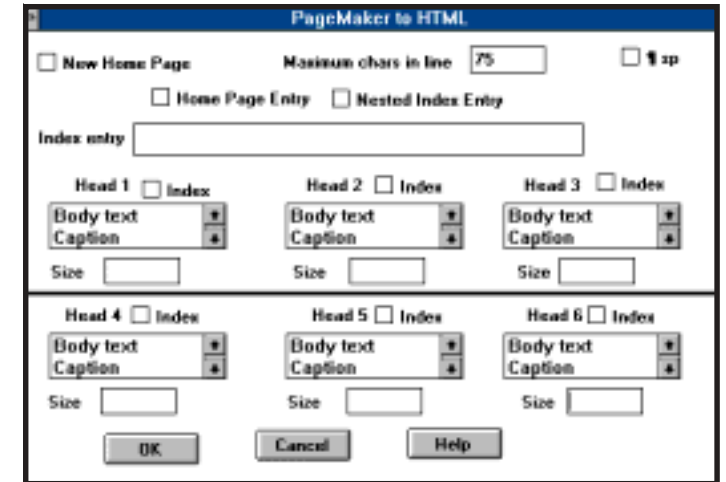 PageMaker to HTML
New Home Page Maximum chars in line 75 ¶ sp
Home Page Entry Nested Index Entry
Index entry
Head 1 Index Head 2 Index Head 3 Index
Body text Body text Body text
Caption Caption Caption
Size Size Size
Head 4 Index Head 5 Index Head 6 Index
Body text Body text Body text
Caption Caption Caption
Size Size Size
OK Cancel Help